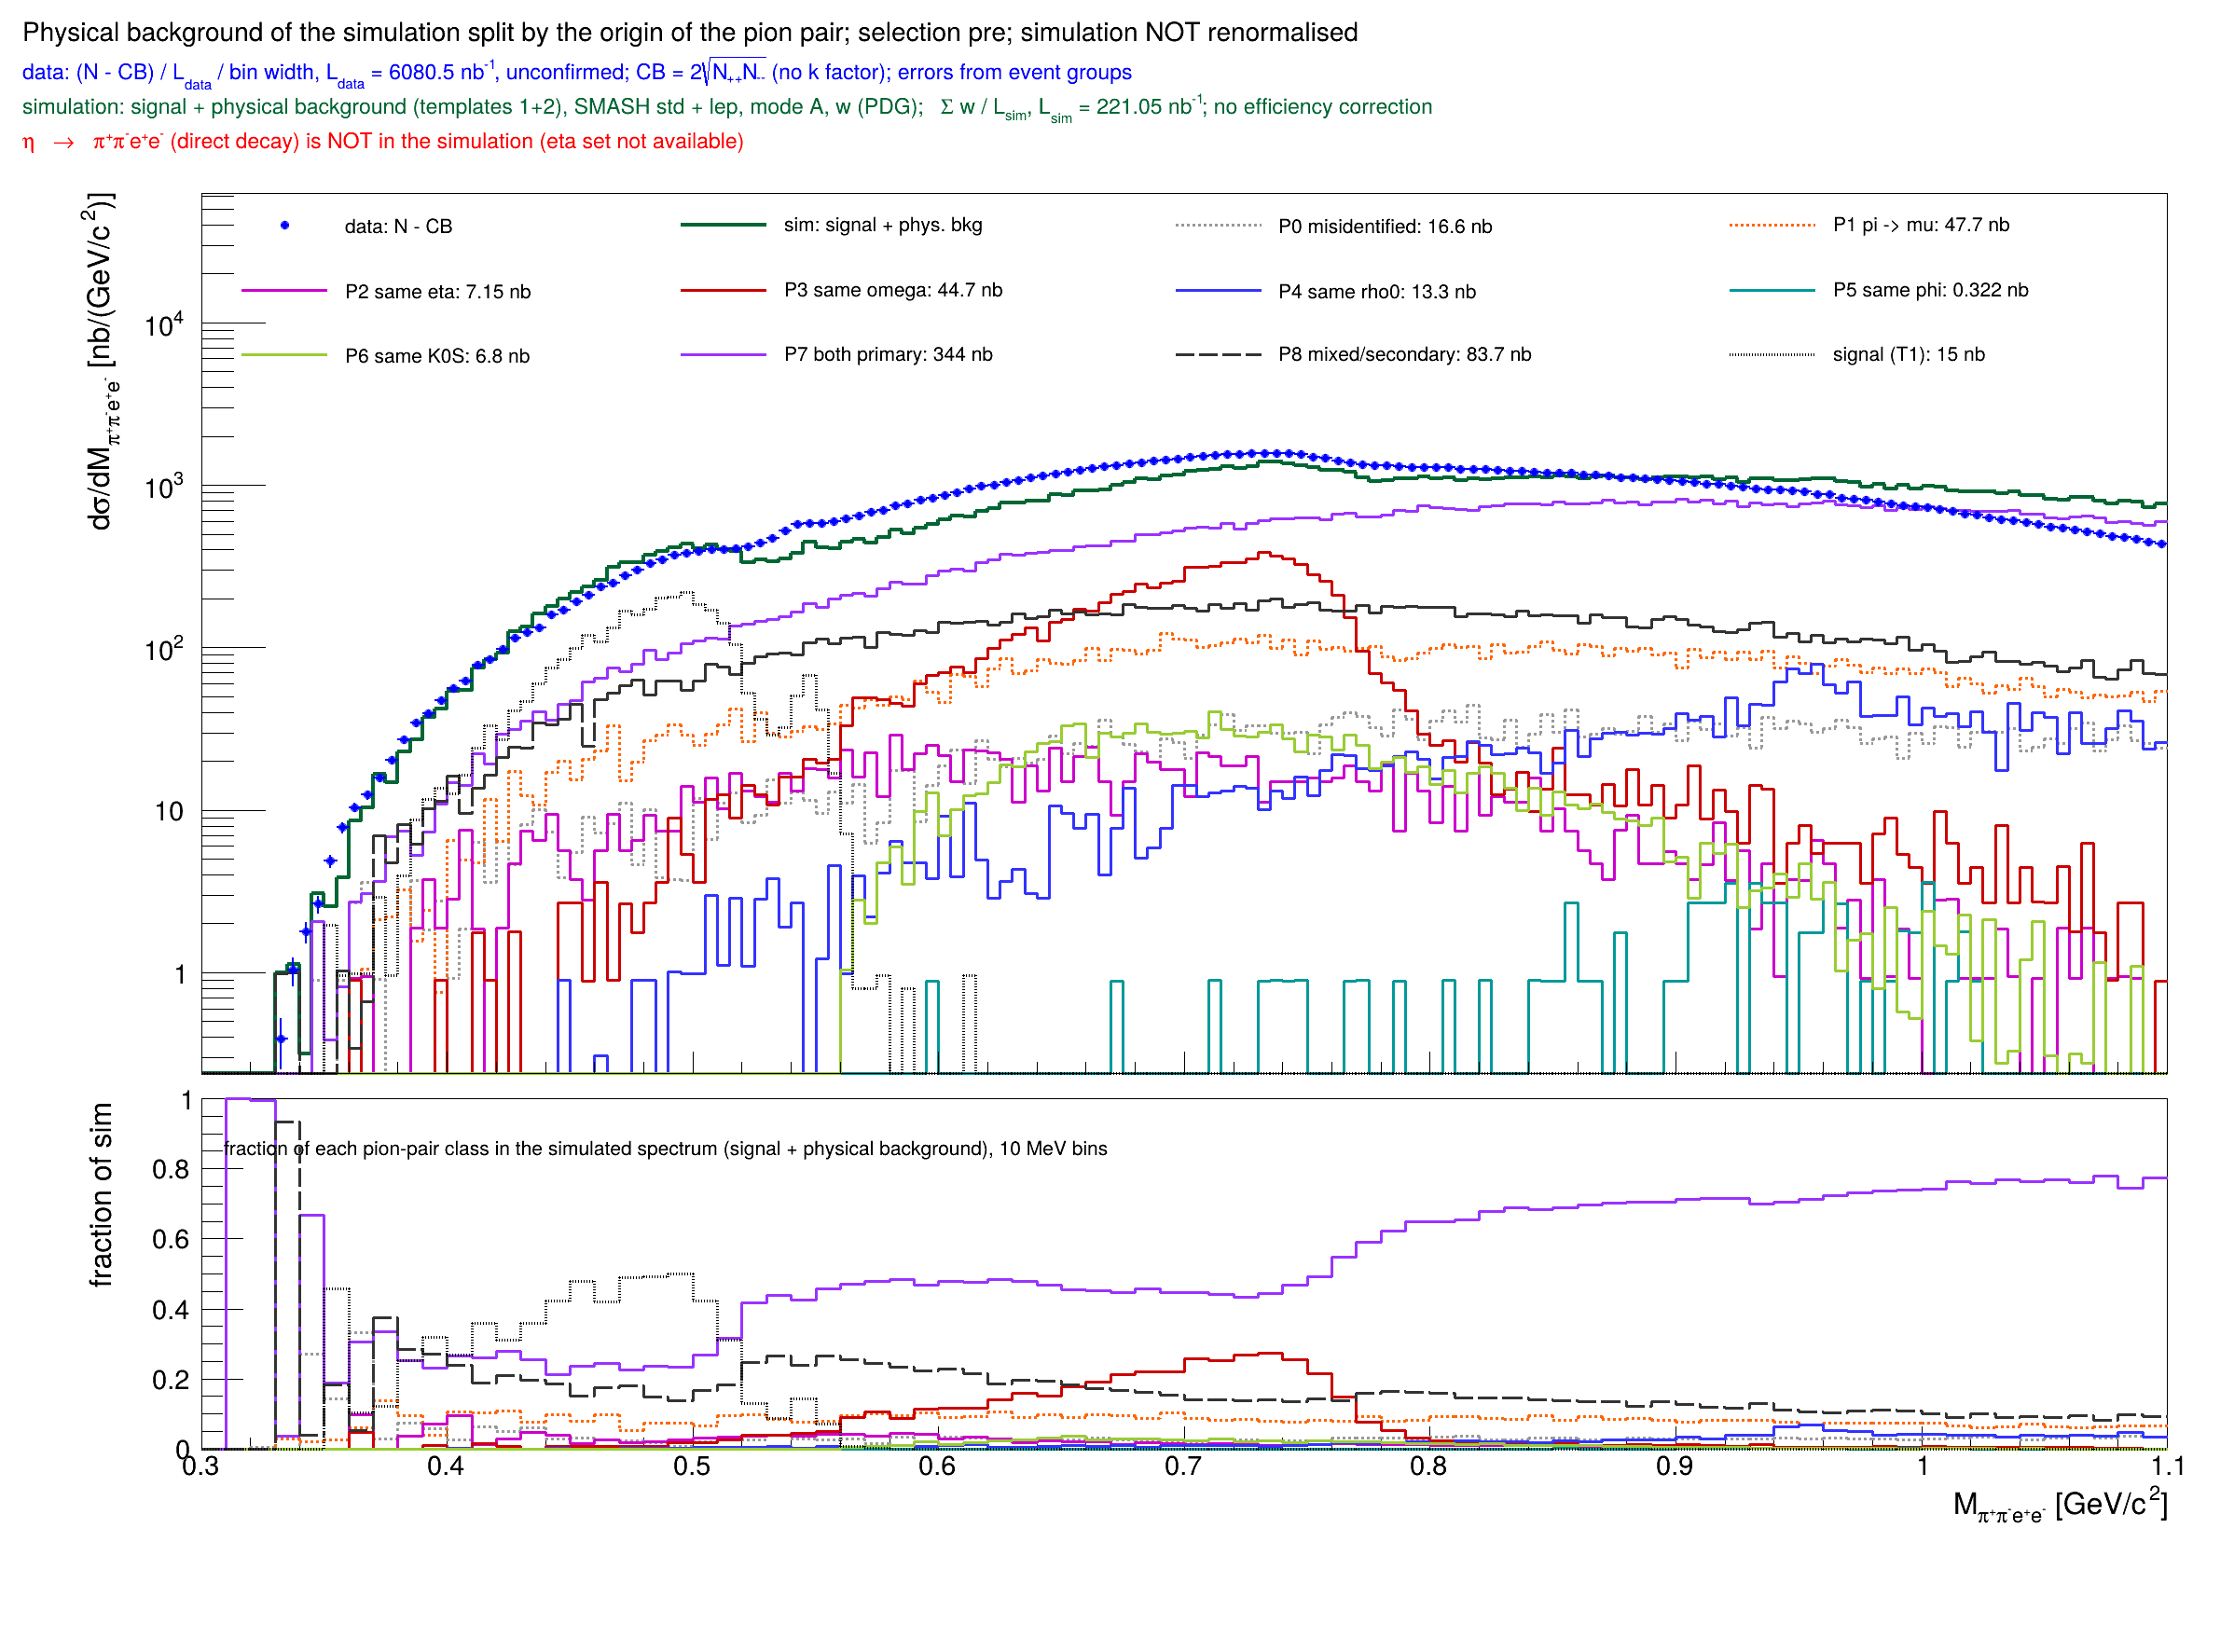 Physical background of the simulation split by the origin of the pion pair; selection pre; simulation NOT renormalised
data: (N - CB) / L_data / bin width, L_data = 6080.5 nb⁻¹, unconfirmed; CB = 2√N₊₊N₋₋ (no k factor); errors from event groups
simulation: signal + physical background (templates 1+2), SMASH std + lep, mode A, w (PDG); Σ w / L_sim, L_sim = 221.05 nb⁻¹; no efficiency correction
η → π⁺π⁻e⁺e⁻ (direct decay) is NOT in the simulation (eta set not available)
dσ/dM_π⁺π⁻e⁺e⁻ [nb/(GeV/c²)]
data: N - CB
sim: signal + phys. bkg
P0 misidentified: 16.6 nb
P1 pi -> mu: 47.7 nb
P2 same eta: 7.15 nb
P3 same omega: 44.7 nb
P4 same rho0: 13.3 nb
P5 same phi: 0.322 nb
P6 same K0S: 6.8 nb
P7 both primary: 344 nb
P8 mixed/secondary: 83.7 nb
signal (T1): 15 nb
10⁴
10³
10²
10
1
fraction of sim
fraction of each pion-pair class in the simulated spectrum (signal + physical background), 10 MeV bins
1
0.8
0.6
0.4
0.2
0
0.3 0.4 0.5 0.6 0.7 0.8 0.9 1 1.1
M_π⁺π⁻e⁺e⁻ [GeV/c²]